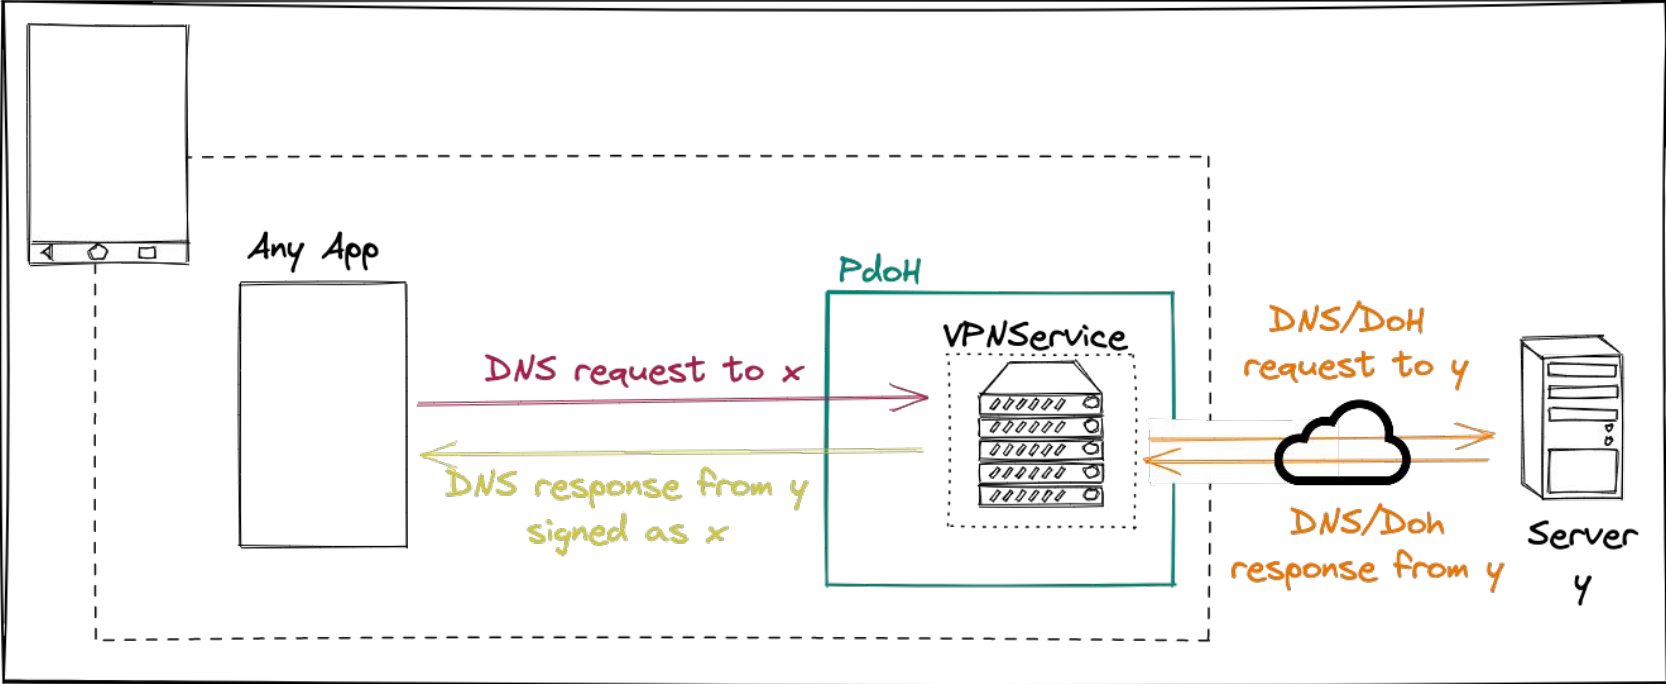 Any App
PdoH
VPNService
DNS request to x
DNS response from y
signed as x
DNS/DoH
request to y
DNS/Doh
response from y
Server
y